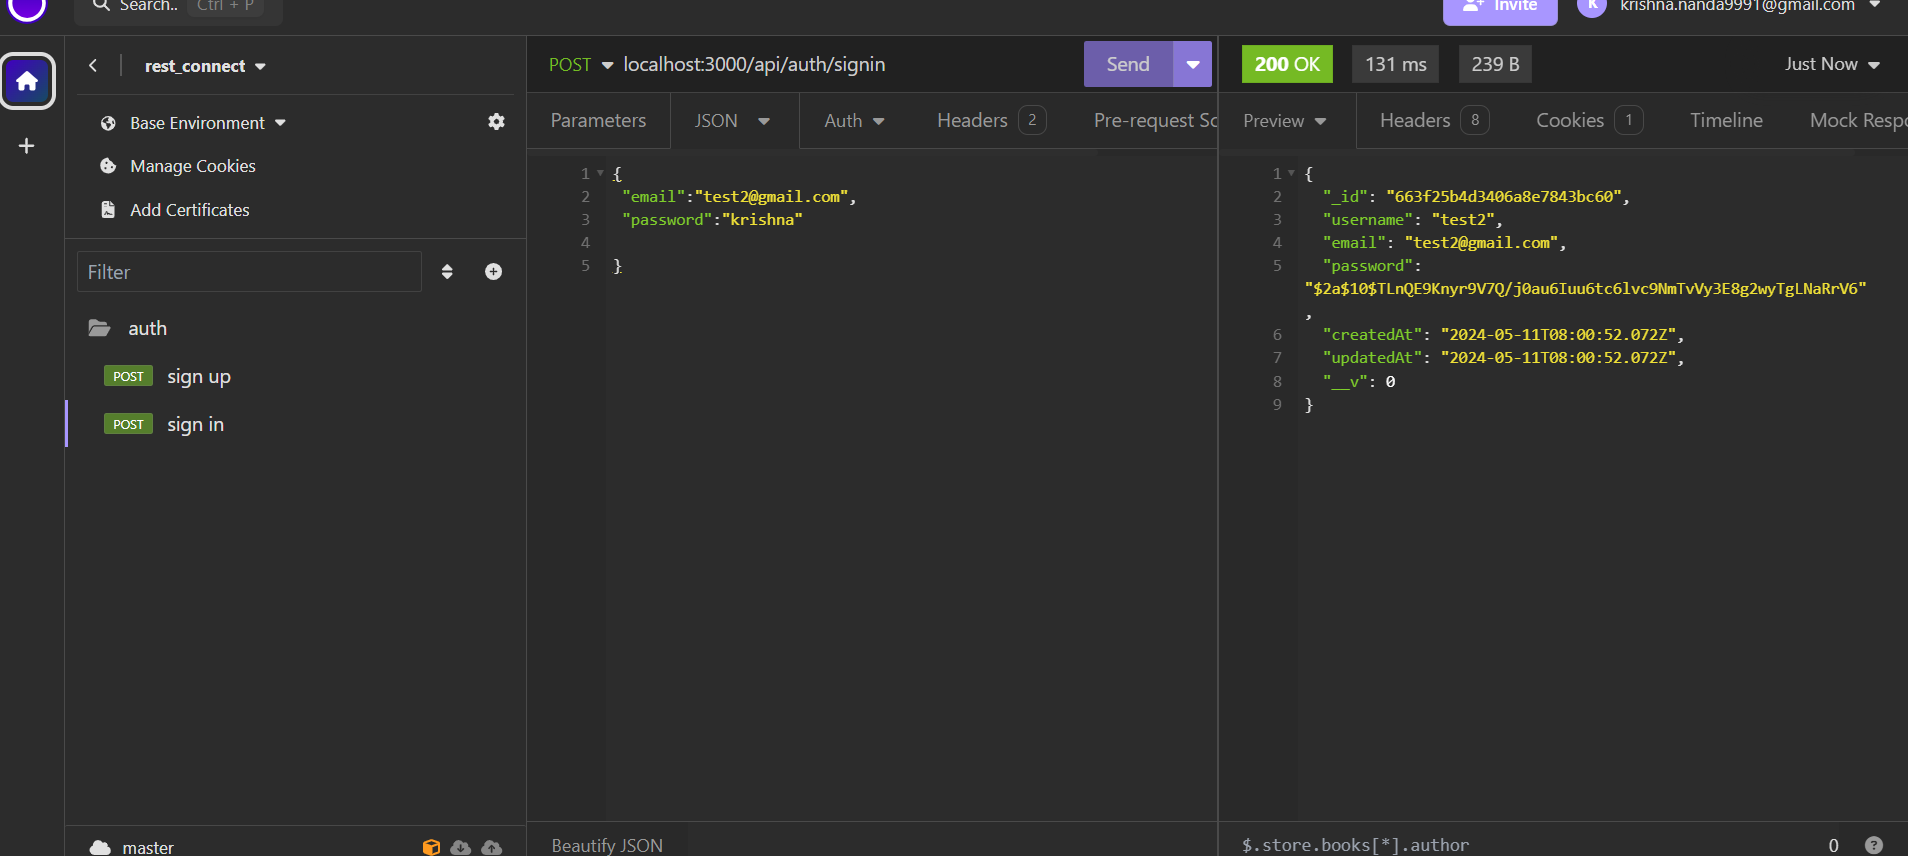 Search.. Ctrl + P
Invite K krishna.nanda9991@gmail.com
rest_connect
Base Environment
Manage Cookies
Add Certificates
Filter
auth
POST sign up
POST sign in
master
POST localhost:3000/api/auth/signin Send
Parameters JSON Auth Headers 2 Pre-request Sc
1 {
2 "email":"test2@gmail.com",
3 "password":"krishna"
4
5 }
Beautify JSON
200 OK 131 ms 239 B Just Now
Preview Headers 8 Cookies 1 Timeline Mock Respo
1 {
2 "_id": "663f25b4d3406a8e7843bc60",
3 "username": "test2",
4 "email": "test2@gmail.com",
5 "password":
"$2a$10$TLnQE9Knyr9V7Q/j0au6Iuu6tc6lvc9NmTvVy3E8g2wyTgLNaRrV6"
,
6 "createdAt": "2024-05-11T08:00:52.072Z",
7 "updatedAt": "2024-05-11T08:00:52.072Z",
8 "__v": 0
9 }
$.store.books[*].author 0 ?